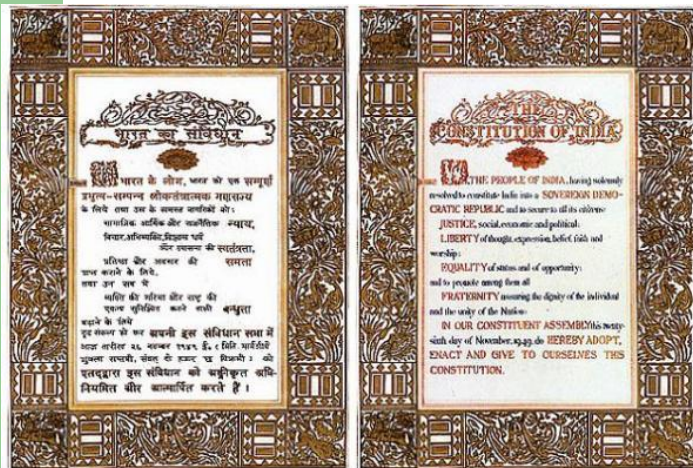 भारत का संविधान
हम, भारत के लोग, भारत को एक सम्पूर्ण
प्रभुत्व-सम्पन्न लोकतंत्रात्मक गणराज्य
के लिये तथा उस के समस्त नागरिकों को:
सामाजिक आर्थिक और राजनैतिक न्याय,
विचार, अभिव्यक्ति, विश्वास धर्म
और उपासना की स्वतंत्रता,
प्रतिष्ठा और अवसर की समता
प्राप्त कराने के लिये,
तथा उन सब में
व्यक्ति की गरिमा और राष्ट्र की
एकता सुनिश्चित करने वाली बन्धुता
बढ़ाने के लिये
दृढ़ संकल्प हो कर अपनी इस संविधान सभा में
आज तारीख २६ नवम्बर १९४९ ई०
शुक्ला सप्तमी, संवत् दो हजार छ विक्रमी) को
एतद्द्वारा इस संविधान को अङ्गीकृत अधि-
नियमित और आत्मार्पित करते हैं।
THE
CONSTITUTION OF INDIA
WE, THE PEOPLE OF INDIA, having solemnly
resolved to constitute India into a SOVEREIGN DEMO-
CRATIC REPUBLIC and to secure to all its citizens:
JUSTICE, social, economic and political;
LIBERTY of thought, expression, belief, faith and
worship;
EQUALITY of status and of opportunity;
and to promote among them all
FRATERNITY assuring the dignity of the individual
and the unity of the Nation;
IN OUR CONSTITUENT ASSEMBLY this twenty-
sixth day of November, 1949, do HEREBY ADOPT,
ENACT AND GIVE TO OURSELVES THIS
CONSTITUTION.